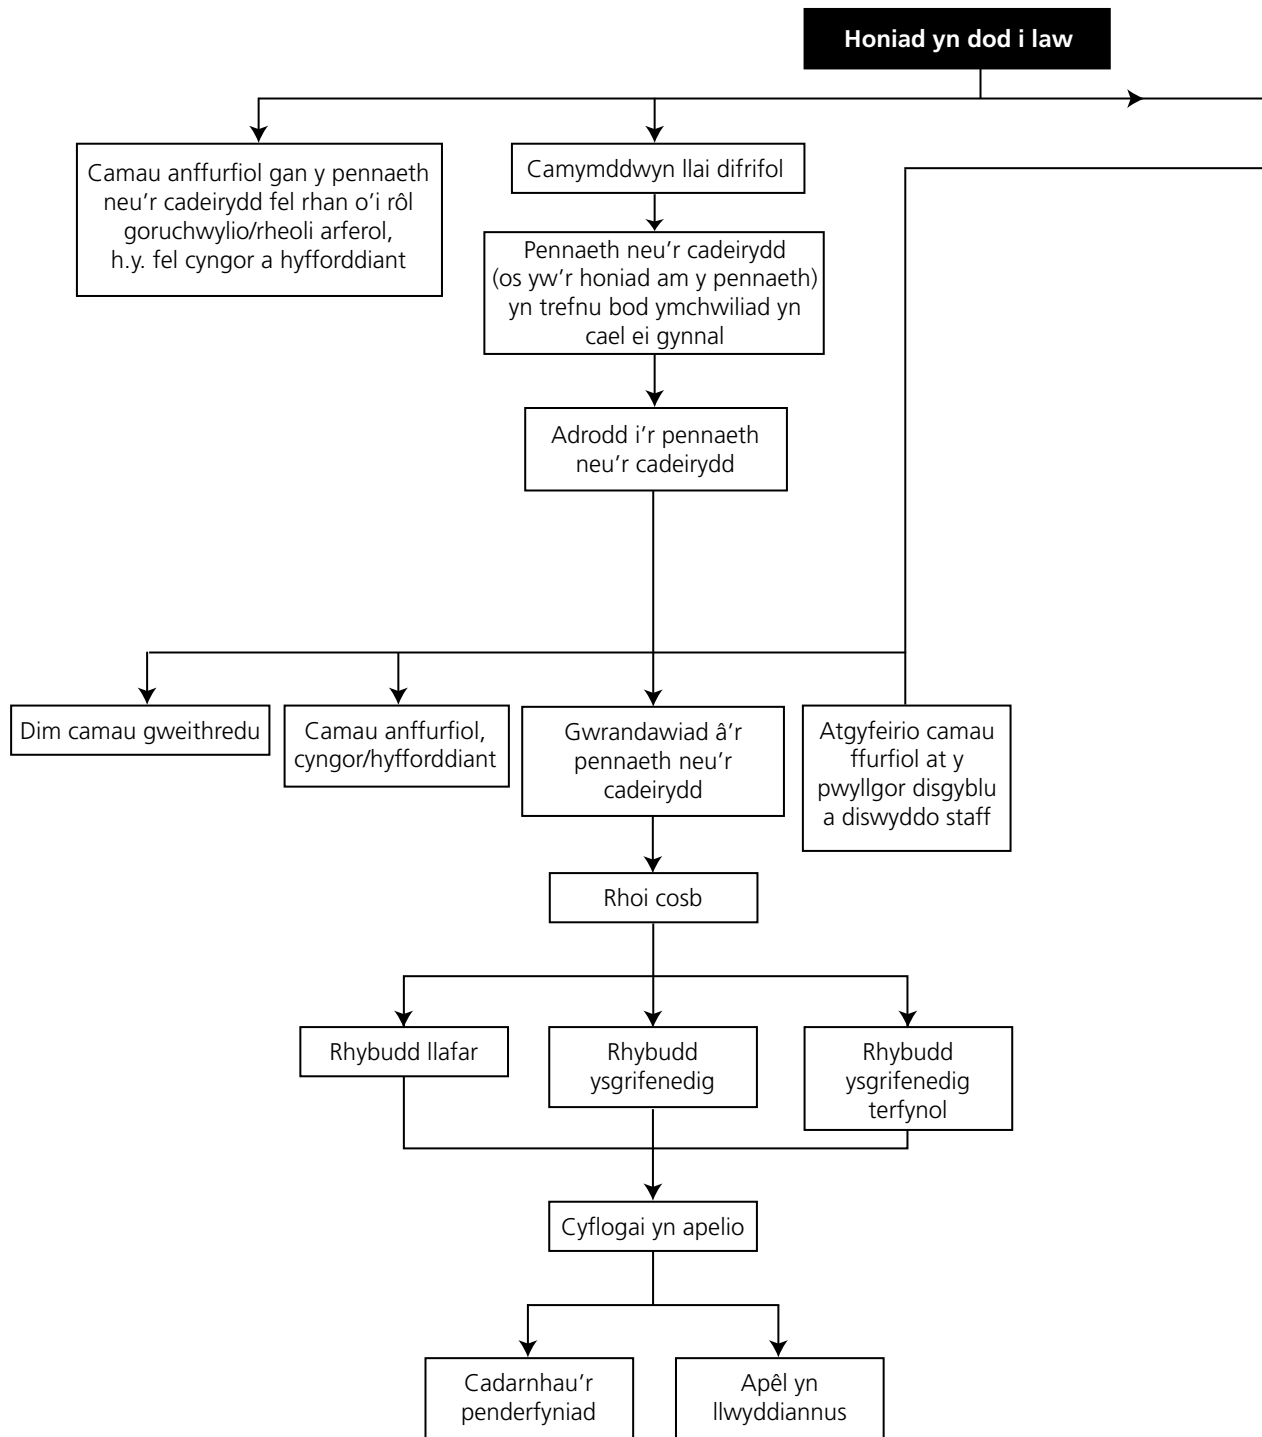 Honiad yn dod i law
Camau anffurfiol gan y pennaeth
neu'r cadeirydd fel rhan o'i rôl
goruchwylio/rheoli arferol,
h.y. fel cyngor a hyfforddiant
Camymddwyn llai difrifol
Pennaeth neu'r cadeirydd
(os yw'r honiad am y pennaeth)
yn trefnu bod ymchwiliad yn
cael ei gynnal
Adrodd i'r pennaeth
neu'r cadeirydd
Dim camau gweithredu
Camau anffurfiol,
cyngor/hyfforddiant
Gwrandawiad â'r
pennaeth neu'r
cadeirydd
Atgyfeirio camau
ffurfiol at y
pwyllgor disgyblu
a diswyddo staff
Rhoi cosb
Rhybudd llafar
Rhybudd
ysgrifenedig
Rhybudd
ysgrifenedig
terfynol
Cyflogai yn apelio
Cadarnhau'r
penderfyniad
Apêl yn
llwyddiannus